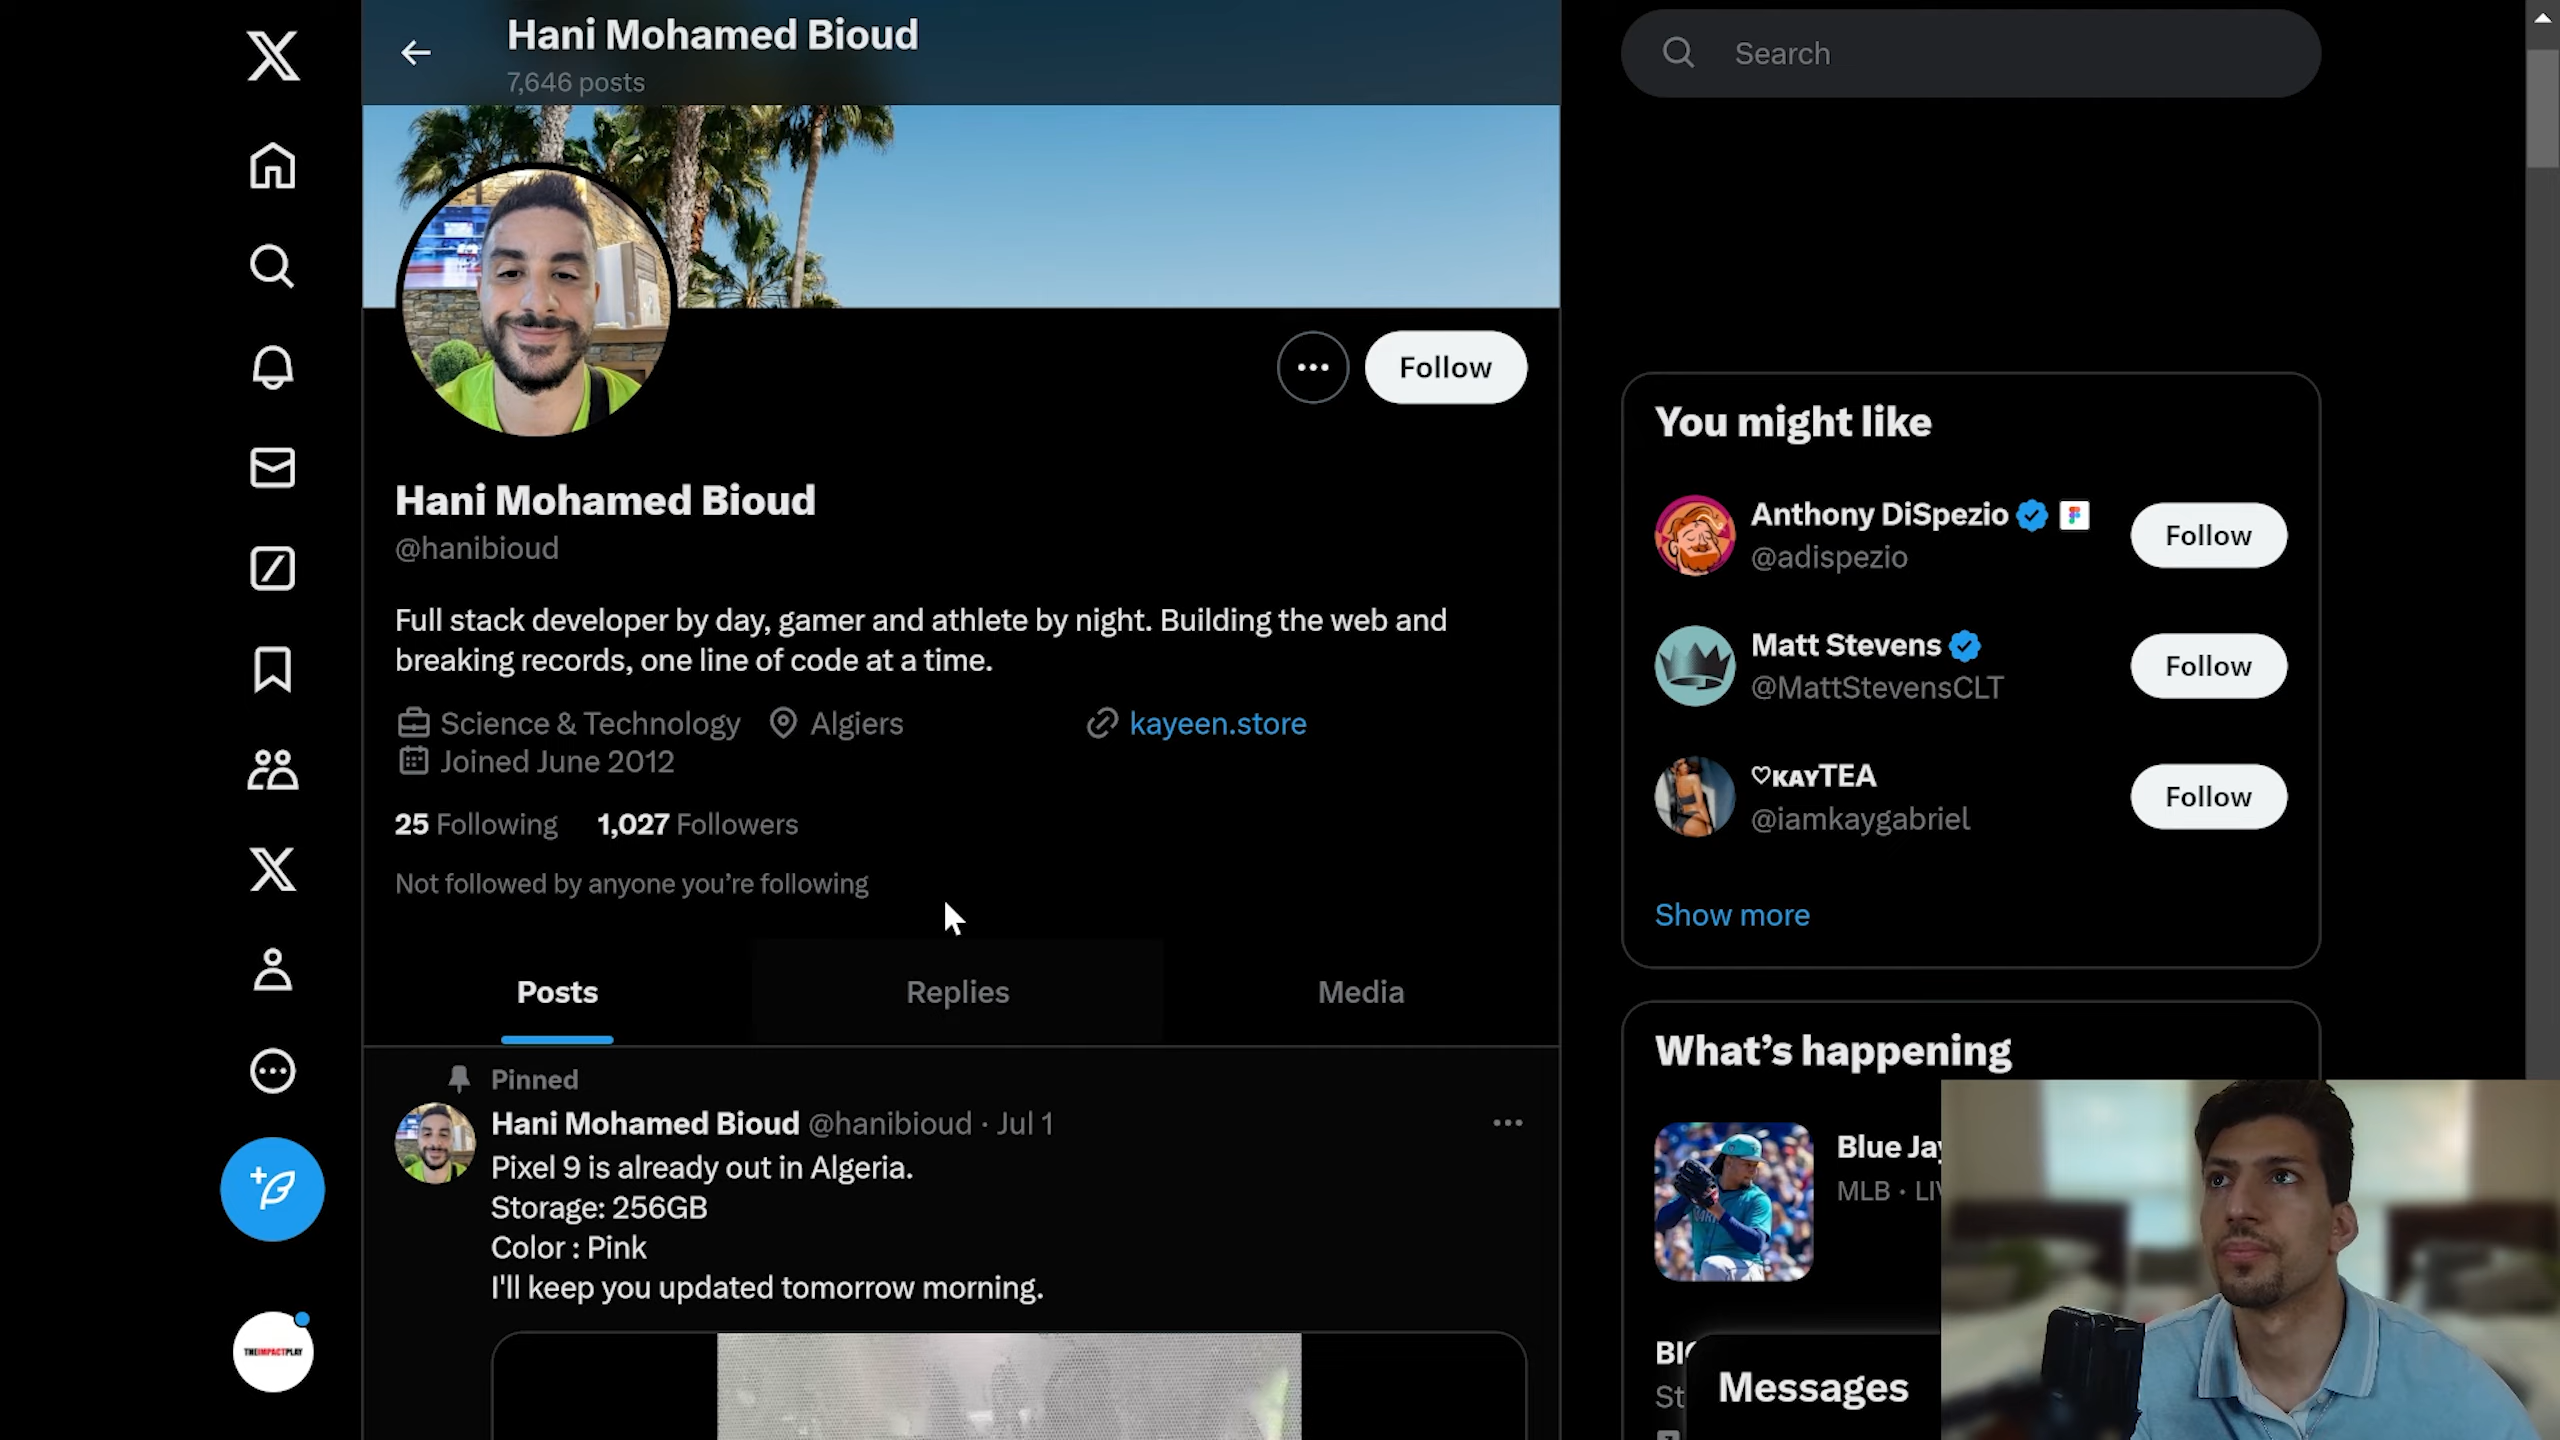 Hani Mohamed Bioud
7,646 posts
Follow
Hani Mohamed Bioud
@hanibioud
Full stack developer by day, gamer and athlete by night. Building the web and
breaking records, one line of code at a time.
Science & Technology Algiers kayeen.store
Joined June 2012
25 Following 1,027 Followers
Not followed by anyone you’re following
Posts Replies Media
Pinned
Hani Mohamed Bioud @hanibioud · Jul 1
Pixel 9 is already out in Algeria.
Storage: 256GB
Color : Pink
I'll keep you updated tomorrow morning.
THEIMPACTPLAY
Search
You might like
Anthony DiSpezio
@adispezio
Follow
Matt Stevens
@MattStevensCLT
Follow
♡ᴋᴀʏTEA
@iamkaygabriel
Follow
Show more
What’s happening
Blue Jay
MLB · LIV
St
Messages